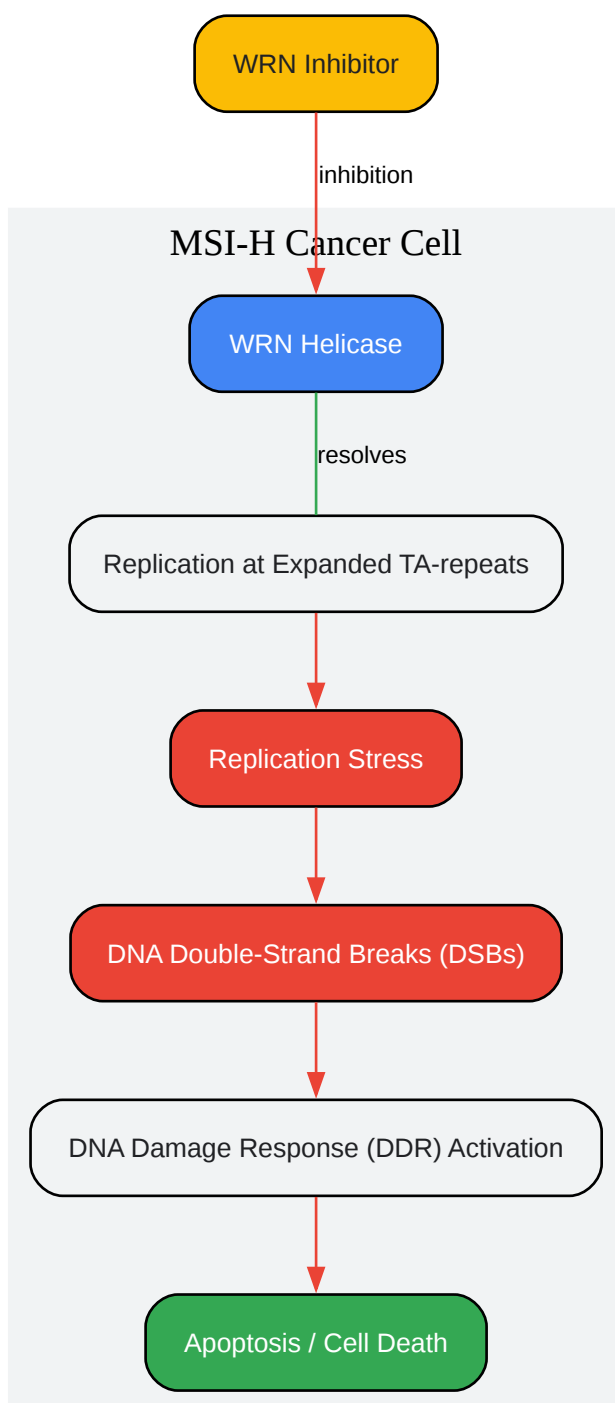 WRN Inhibitor
inhibition
MSI-H Cancer Cell
WRN Helicase
resolves
Replication at Expanded TA-repeats
Replication Stress
DNA Double-Strand Breaks (DSBs)
DNA Damage Response (DDR) Activation
Apoptosis / Cell Death